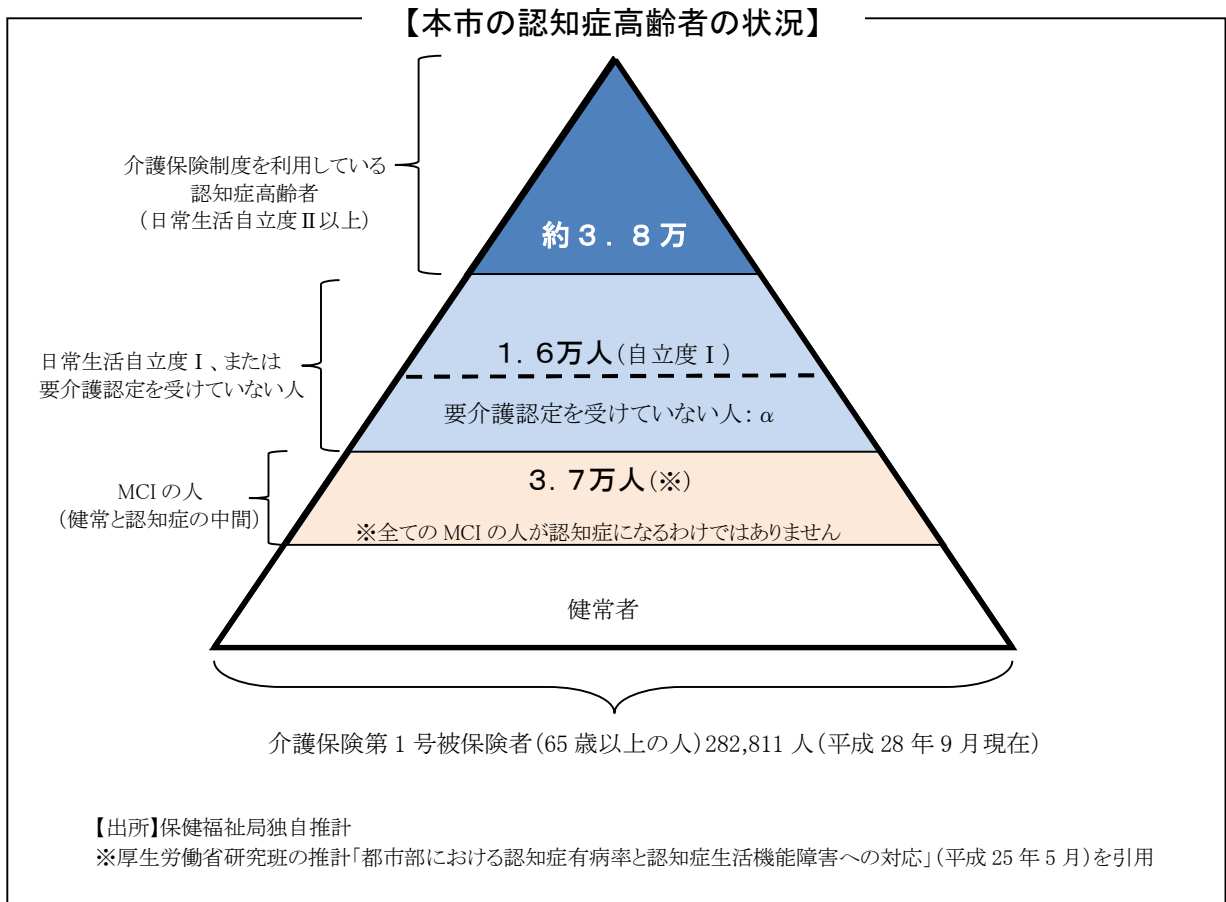 【本市の認知症高齢者の状況】
介護保険制度を利用している
認知症高齢者
（日常生活自立度Ⅱ以上）
約３．８万
日常生活自立度Ⅰ、または
要介護認定を受けていない人
１．６万人（自立度Ⅰ）
要介護認定を受けていない人：α
MCIの人
（健常と認知症の中間）
３．７万人（※）
※全てのMCIの人が認知症になるわけではありません
健常者
介護保険第1号被保険者（65歳以上の人）282,811人（平成28年9月現在）
【出所】保健福祉局独自推計
※厚生労働省研究班の推計「都市部における認知症有病率と認知症生活機能障害への対応」（平成25年5月）を引用